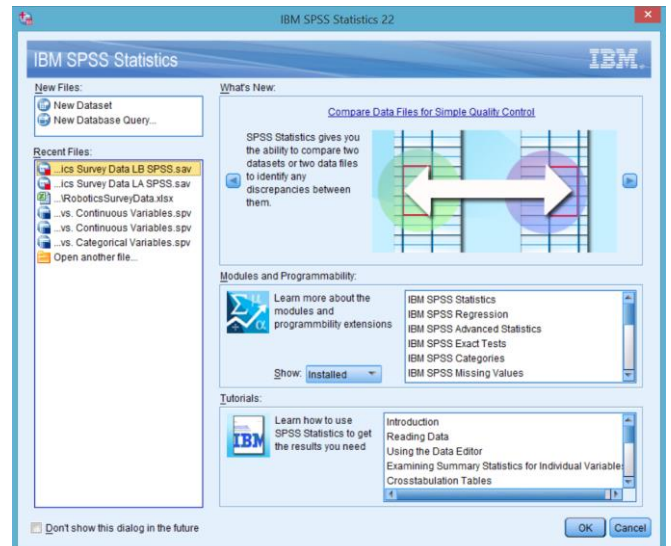 IBM SPSS Statistics 22
IBM SPSS Statistics
IBM.
New Files:
New Dataset
New Database Query...
Recent Files:
...ics Survey Data LB SPSS.sav
...ics Survey Data LA SPSS.sav
...\RoboticsSurveyData.xlsx
...vs. Continuous Variables.spv
...vs. Continuous Variables.spv
...vs. Categorical Variables.spv
Open another file...
What's New:
Compare Data Files for Simple Quality Control
SPSS Statistics gives you
the ability to compare two
datasets or two data files
to identify any
discrepancies between
them.
Modules and Programmability:
Learn more about the
modules and
programmbility extensions
Show: Installed
IBM SPSS Statistics
IBM SPSS Regression
IBM SPSS Advanced Statistics
IBM SPSS Exact Tests
IBM SPSS Categories
IBM SPSS Missing Values
Tutorials:
IBM
Learn how to use
SPSS Statistics to get
the results you need
Introduction
Reading Data
Using the Data Editor
Examining Summary Statistics for Individual Variable
Crosstabulation Tables
Don't show this dialog in the future
OK
Cancel